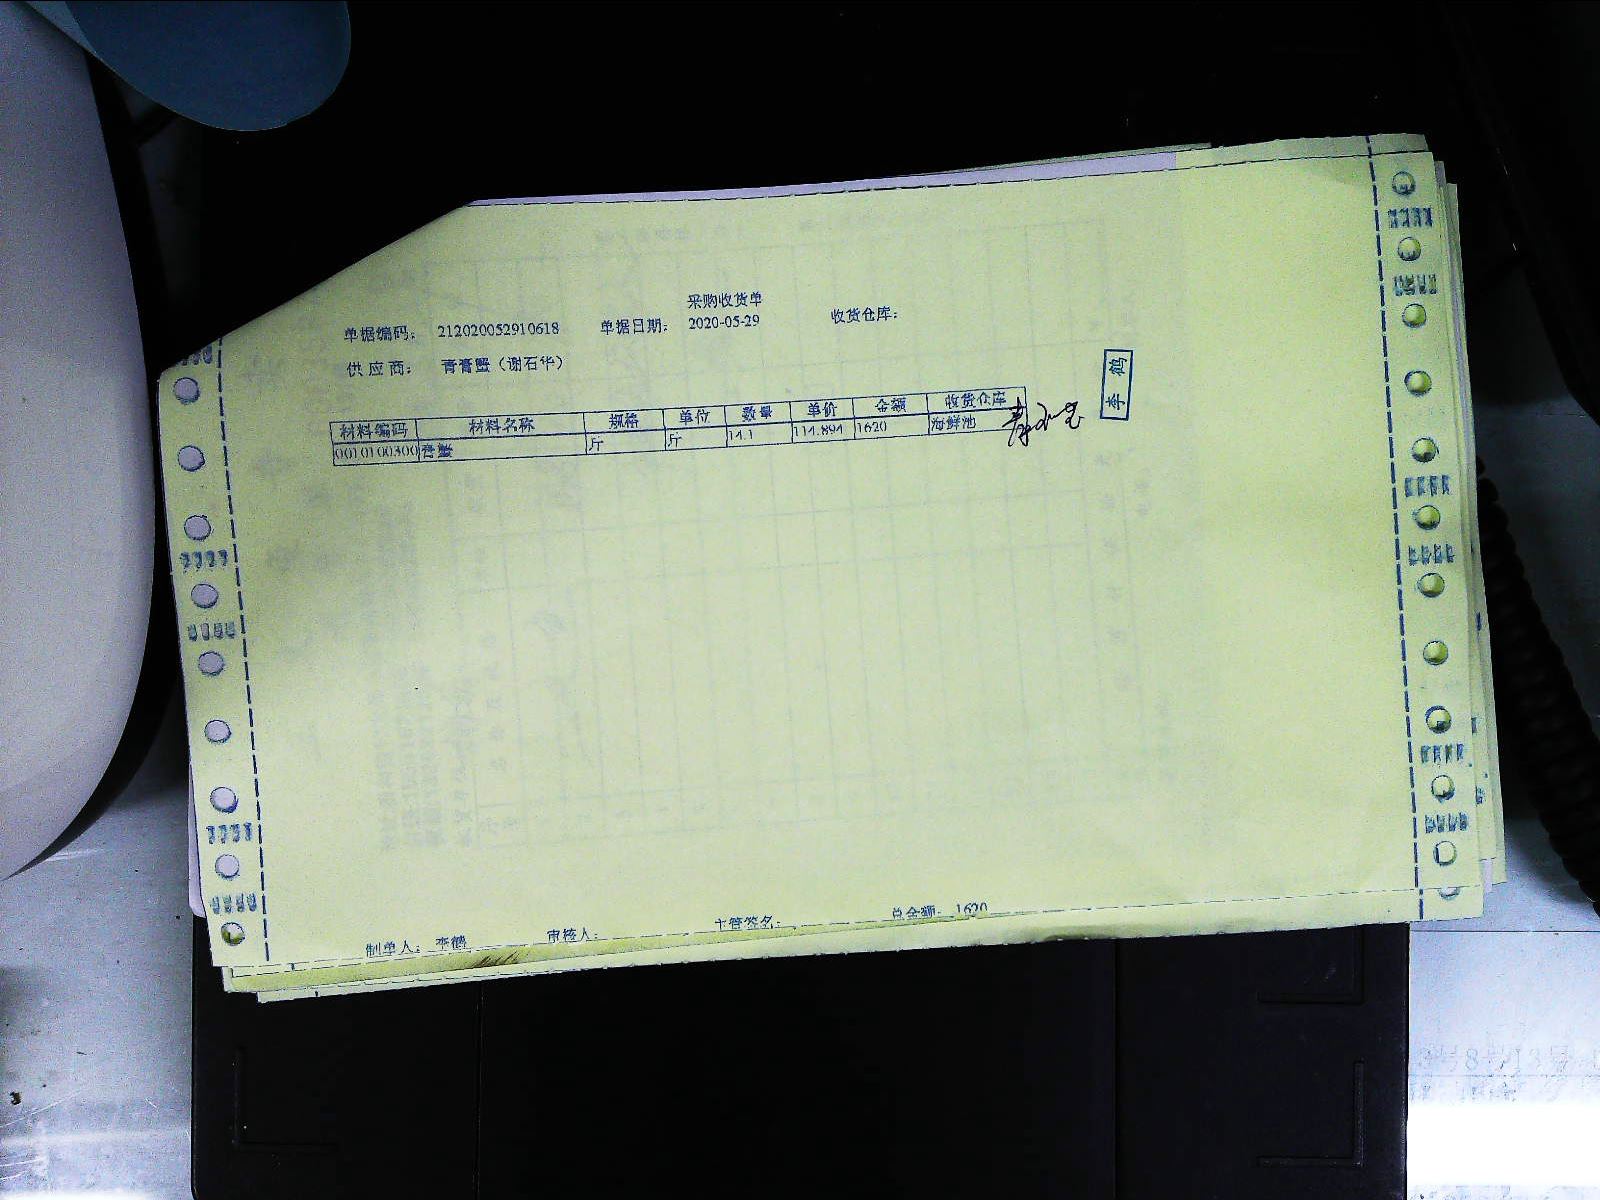 采购收货单
单据编码： 212020052910618 单据日期： 2020-05-29 收货仓库：
供应商： 青膏蟹（谢石华）
李鹤
材料编码 材料名称 规格 单位 数量 单价 金额 收货仓库
0010100300 膏蟹 斤 斤 14.1 114.894 1620 海鲜池
制单人： 李鹤 审核人： 主管签名： 总金额： 1620